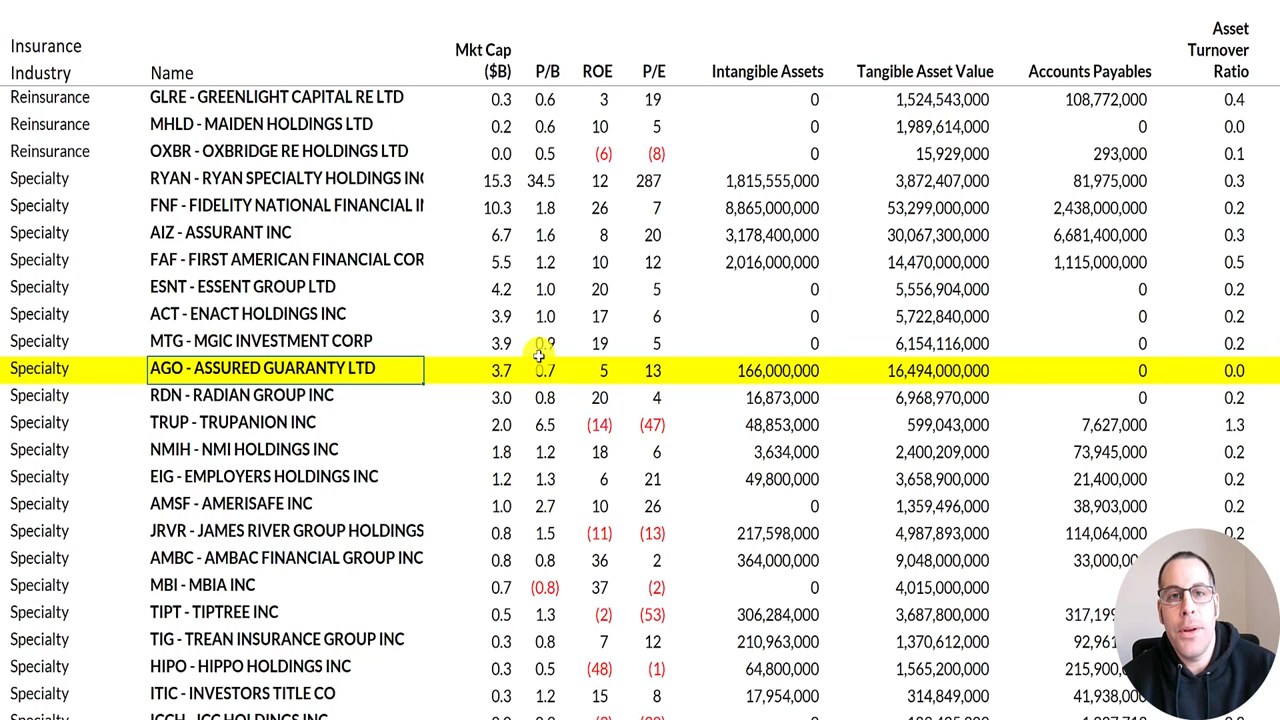 Insurance Industry Name Mkt Cap ($B) P/B ROE P/E Intangible Assets Tangible Asset Value Accounts Payables Asset Turnover Ratio
Reinsurance GLRE - GREENLIGHT CAPITAL RE LTD 0.3 0.6 3 19 0 1,524,543,000 108,772,000 0.4
Reinsurance MHLD - MAIDEN HOLDINGS LTD 0.2 0.6 10 5 0 1,989,614,000 0 0.0
Reinsurance OXBR - OXBRIDGE RE HOLDINGS LTD 0.0 0.5 (6) (8) 0 15,929,000 293,000 0.1
Specialty RYAN - RYAN SPECIALTY HOLDINGS INC 15.3 34.5 12 287 1,815,555,000 3,872,407,000 81,975,000 0.3
Specialty FNF - FIDELITY NATIONAL FINANCIAL 10.3 1.8 26 7 8,865,000,000 53,299,000,000 2,438,000,000 0.2
Specialty AIZ - ASSURANT INC 6.7 1.6 8 20 3,178,400,000 30,067,300,000 6,681,400,000 0.3
Specialty FAF - FIRST AMERICAN FINANCIAL COR 5.5 1.2 10 12 2,016,000,000 14,470,000,000 1,115,000,000 0.5
Specialty ESNT - ESSENT GROUP LTD 4.2 1.0 20 5 0 5,556,904,000 0 0.2
Specialty ACT - ENACT HOLDINGS INC 3.9 1.0 17 6 0 5,722,840,000 0 0.2
Specialty MTG - MGIC INVESTMENT CORP 3.9 0.9 19 5 0 6,154,116,000 0 0.2
Specialty AGO - ASSURED GUARANTY LTD 3.7 0.7 5 13 166,000,000 16,494,000,000 0 0.0
Specialty RDN - RADIAN GROUP INC 3.0 0.8 20 4 16,873,000 6,968,970,000 0 0.2
Specialty TRUP - TRUPANION INC 2.0 6.5 (14) (47) 48,853,000 599,043,000 7,627,000 1.3
Specialty NMIH - NMI HOLDINGS INC 1.8 1.2 18 6 3,634,000 2,400,209,000 73,945,000 0.2
Specialty EIG - EMPLOYERS HOLDINGS INC 1.2 1.3 6 21 49,800,000 3,658,900,000 21,400,000 0.2
Specialty AMSF - AMERISAFE INC 1.0 2.7 10 26 0 1,359,496,000 38,903,000 0.2
Specialty JRVR - JAMES RIVER GROUP HOLDINGS 0.8 1.5 (11) (13) 217,598,000 4,987,893,000 114,064,000 0.2
Specialty AMBC - AMBAC FINANCIAL GROUP INC 0.8 0.8 36 2 364,000,000 9,048,000,000 33,000,00
Specialty MBI - MBIA INC 0.7 (0.8) 37 (2) 0 4,015,000,000
Specialty TIPT - TIPTREE INC 0.5 1.3 (2) (53) 306,284,000 3,687,800,000 317,199
Specialty TIG - TREAN INSURANCE GROUP INC 0.3 0.8 7 12 210,963,000 1,370,612,000 92,961
Specialty HIPO - HIPPO HOLDINGS INC 0.3 0.5 (48) (1) 64,800,000 1,565,200,000 215,900,0
Specialty ITIC - INVESTORS TITLE CO 0.3 1.2 15 8 17,954,000 314,849,000 41,938,000